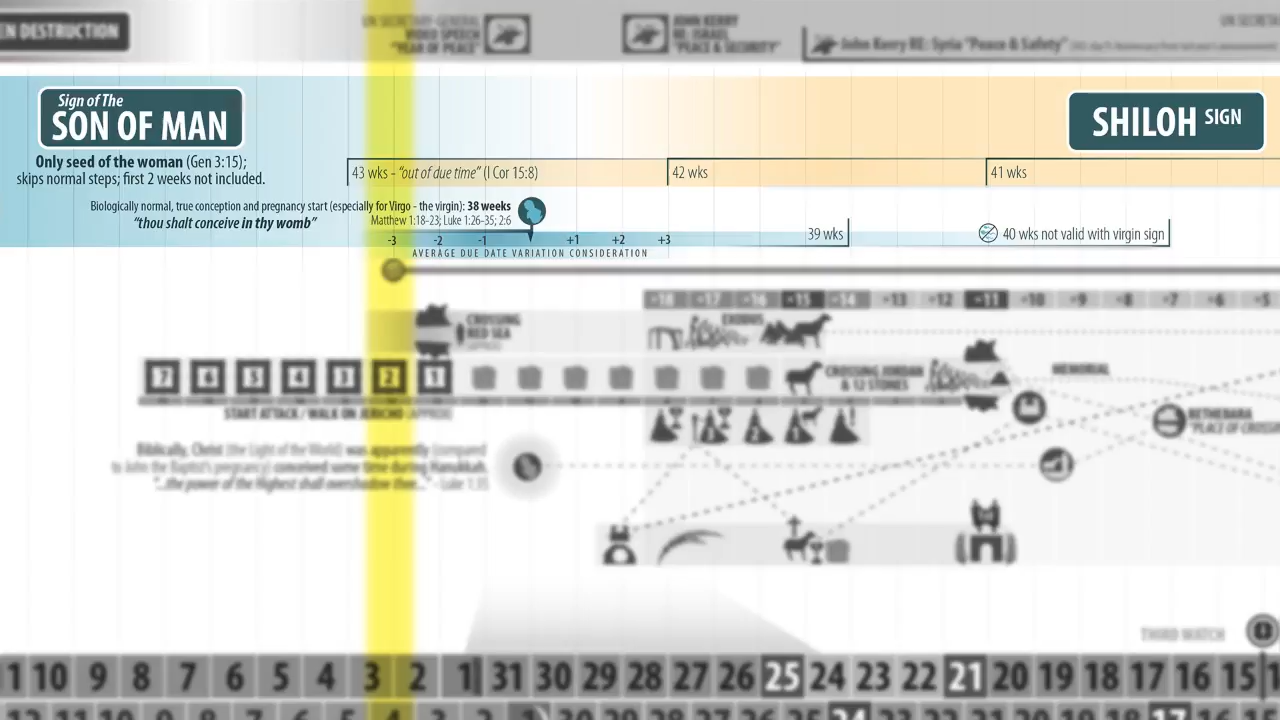 EN DESTRUCTION
UN SECRETARY-GENERAL
VIDEO SPEECH
"YEAR OF PEACE"
JOHN KERRY
RE: ISRAEL
"PEACE & SECURITY"
John Kerry RE: Syria "Peace & Safety"
UN SECRETA
Sign of The
SON OF MAN
SHILOH SIGN
Only seed of the woman (Gen 3:15);
skips normal steps; first 2 weeks not included.
43 wks - "out of due time" (I Cor 15:8)
42 wks
41 wks
Biologically normal, true conception and pregnancy start (especially for Virgo - the virgin): 38 weeks
"thou shalt conceive in thy womb"
Matthew 1:18-23; Luke 1:26-35; 2:6
39 wks
40 wks not valid with virgin sign
-3 -2 -1 +1 +2 +3
AVERAGE DUE DATE VARIATION CONSIDERATION
-18 -17 -16 -15 -14 -13 -12 -11 -10 -9 -8 -7 -6 -5
CROSSING
RED SEA
EXODUS
7 6 5 4 3 2 1
CROSSING JORDAN
& 12 STONES
MEMORIAL
START ATTACK / WALK ON JERICHO (APPROX)
BETHEBARA
"PLACE OF CROSSIN
Biblically, Christ (the Light of the World) was apparently (compared
to John the Baptist's pregnancy) conceived some time during Hanukkah.
"...the power of the Highest shall overshadow thee..." - Luke 1:35
THIRD WATCH
11 10 9 8 7 6 5 4 3 2 1 31 30 29 28 27 26 25 24 23 22 21 20 19 18 17 16 15 1